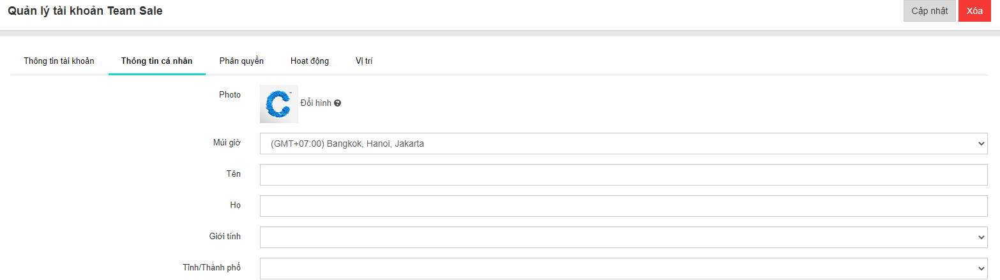 Quản lý tài khoản Team Sale
Cập nhật Xóa
Thông tin tài khoản Thông tin cá nhân Phân quyền Hoạt động Vị trí
Photo
C ™ Đổi hình ?
Múi giờ (GMT+07:00) Bangkok, Hanoi, Jakarta
Tên
Họ
Giới tính
Tỉnh/Thành phố